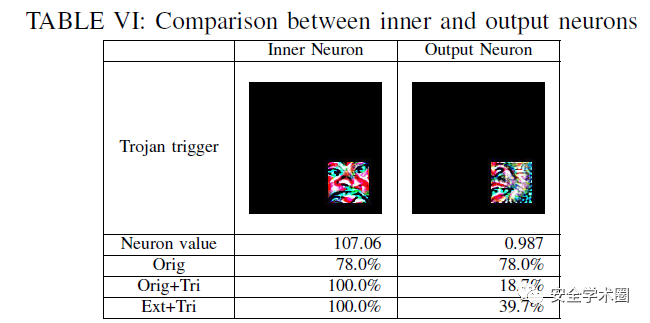 TABLE VI: Comparison between inner and output neurons
Inner Neuron Output Neuron
Trojan trigger
Neuron value 107.06 0.987
Orig 78.0% 78.0%
Orig+Tri 100.0% 18.7%
Ext+Tri 100.0% 39.7%
安全学术圈